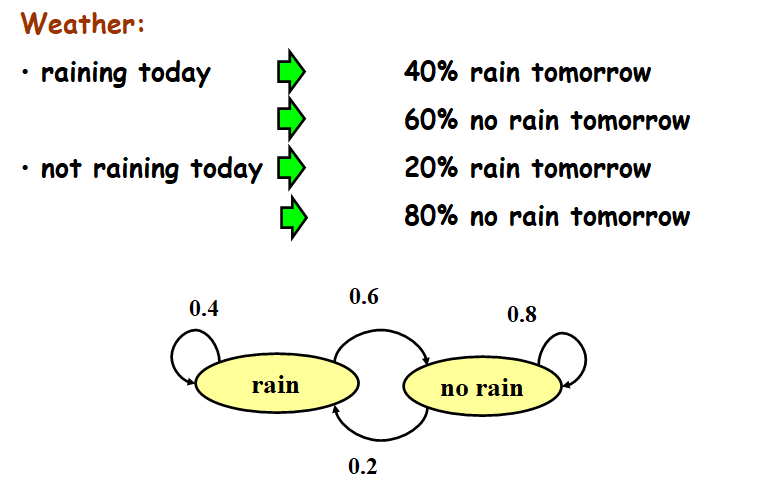 Weather:
• raining today 40% rain tomorrow
60% no rain tomorrow
• not raining today 20% rain tomorrow
80% no rain tomorrow
0.4 0.6 0.8
rain no rain
0.2